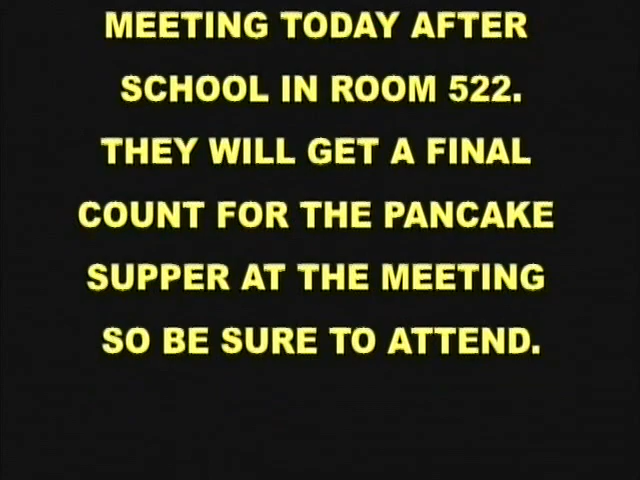 MEETING TODAY AFTER
SCHOOL IN ROOM 522.
THEY WILL GET A FINAL
COUNT FOR THE PANCAKE
SUPPER AT THE MEETING
SO BE SURE TO ATTEND.